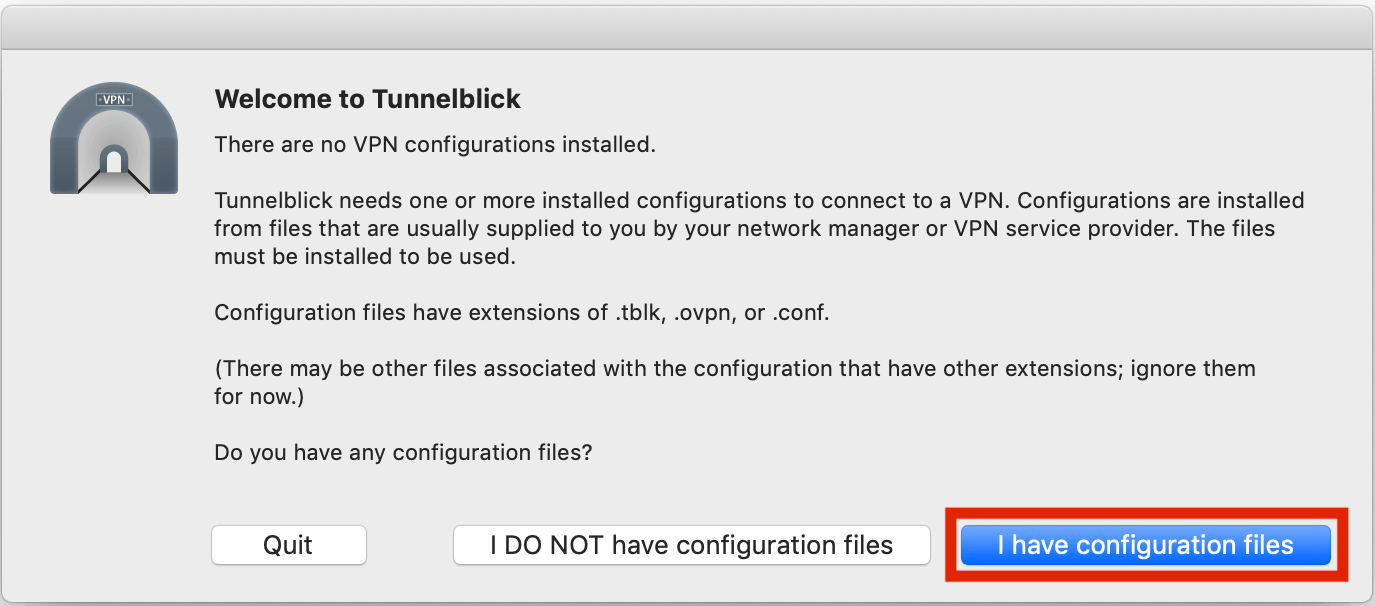 VPN
Welcome to Tunnelblick
There are no VPN configurations installed.
Tunnelblick needs one or more installed configurations to connect to a VPN. Configurations are installed
from files that are usually supplied to you by your network manager or VPN service provider. The files
must be installed to be used.
Configuration files have extensions of .tblk, .ovpn, or .conf.
(There may be other files associated with the configuration that have other extensions; ignore them
for now.)
Do you have any configuration files?
Quit
I DO NOT have configuration files
I have configuration files